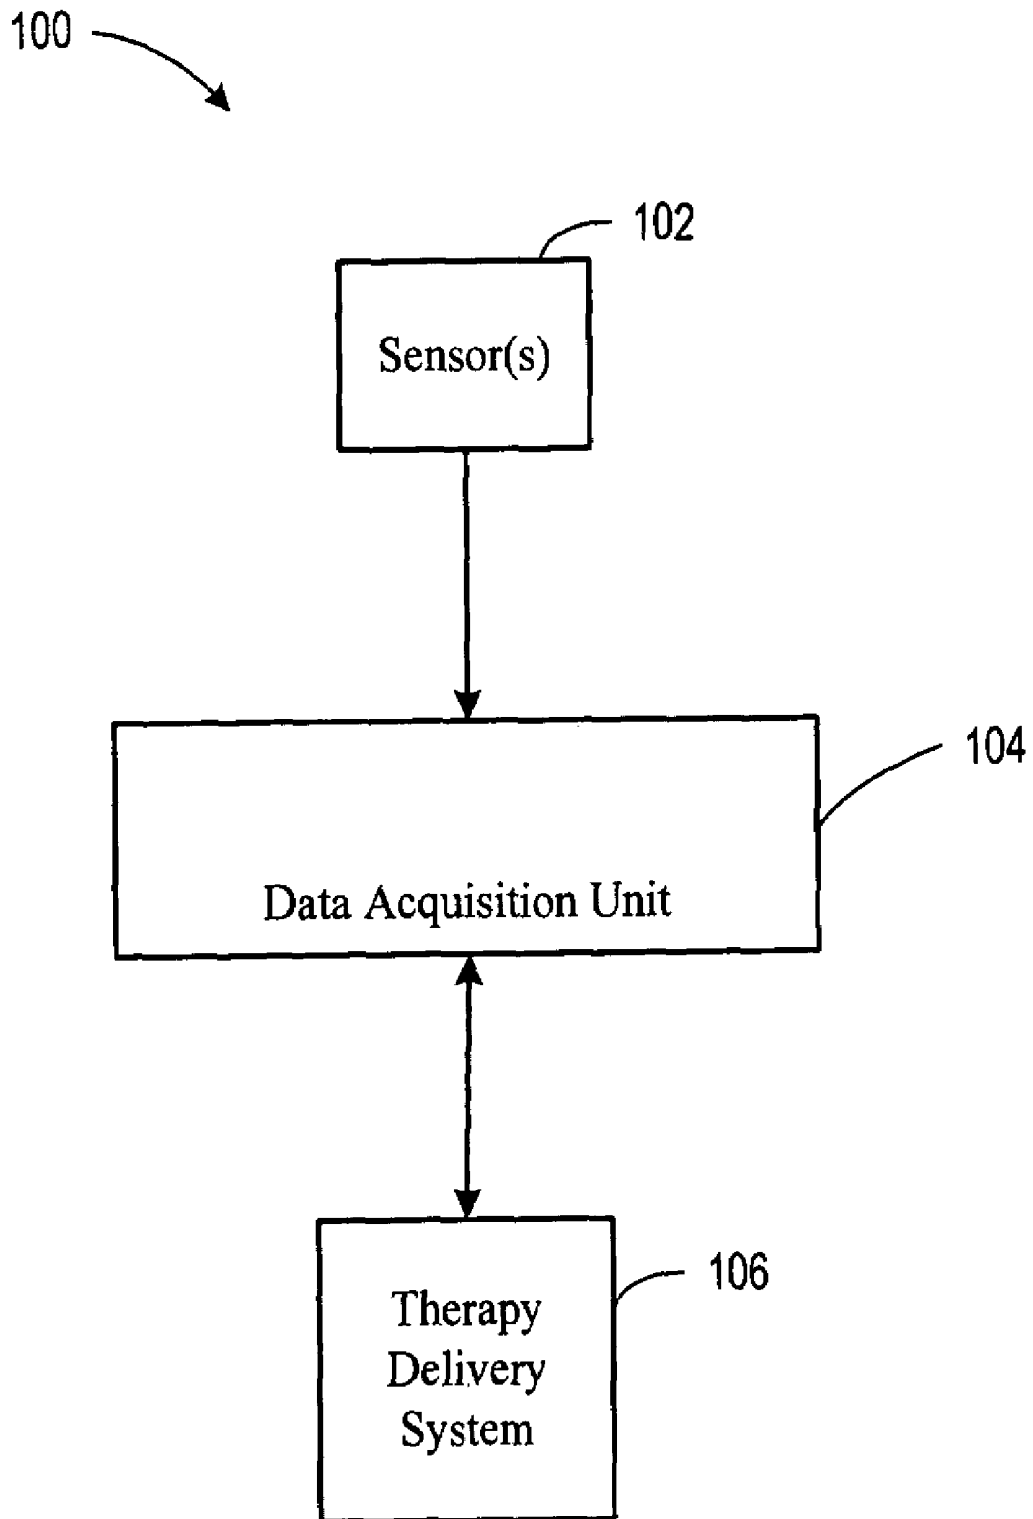 100
102
Sensor(s)
104
Data Acquisition Unit
106
Therapy
Delivery
System